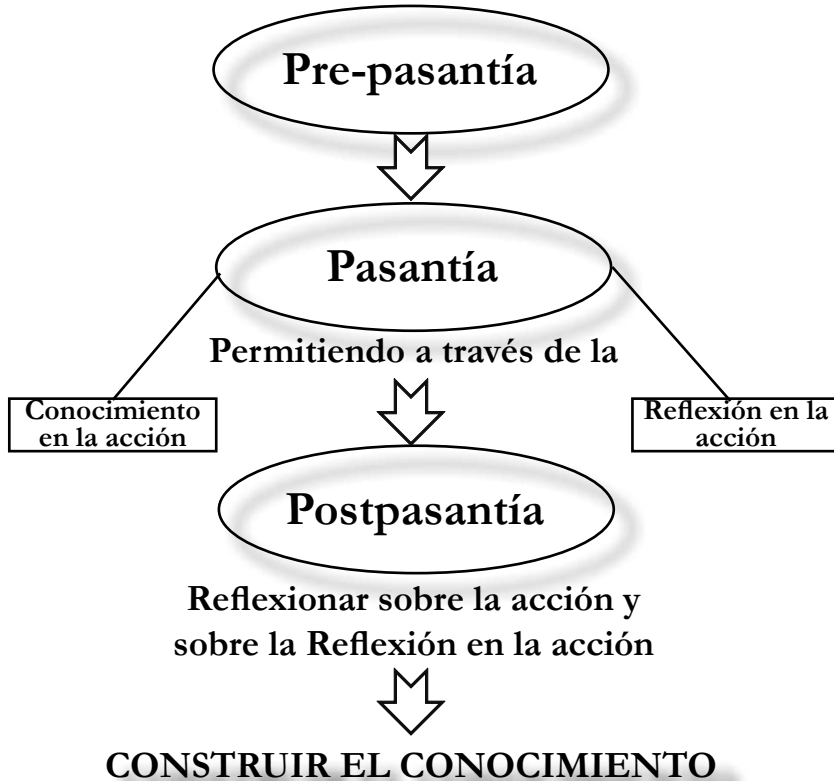 Pre-pasantía
Pasantía
Permitiendo a través de la
Conocimiento
en la acción
Reflexión en la
acción
Postpasantía
Reflexionar sobre la acción y
sobre la Reflexión en la acción
CONSTRUIR EL CONOCIMIENTO